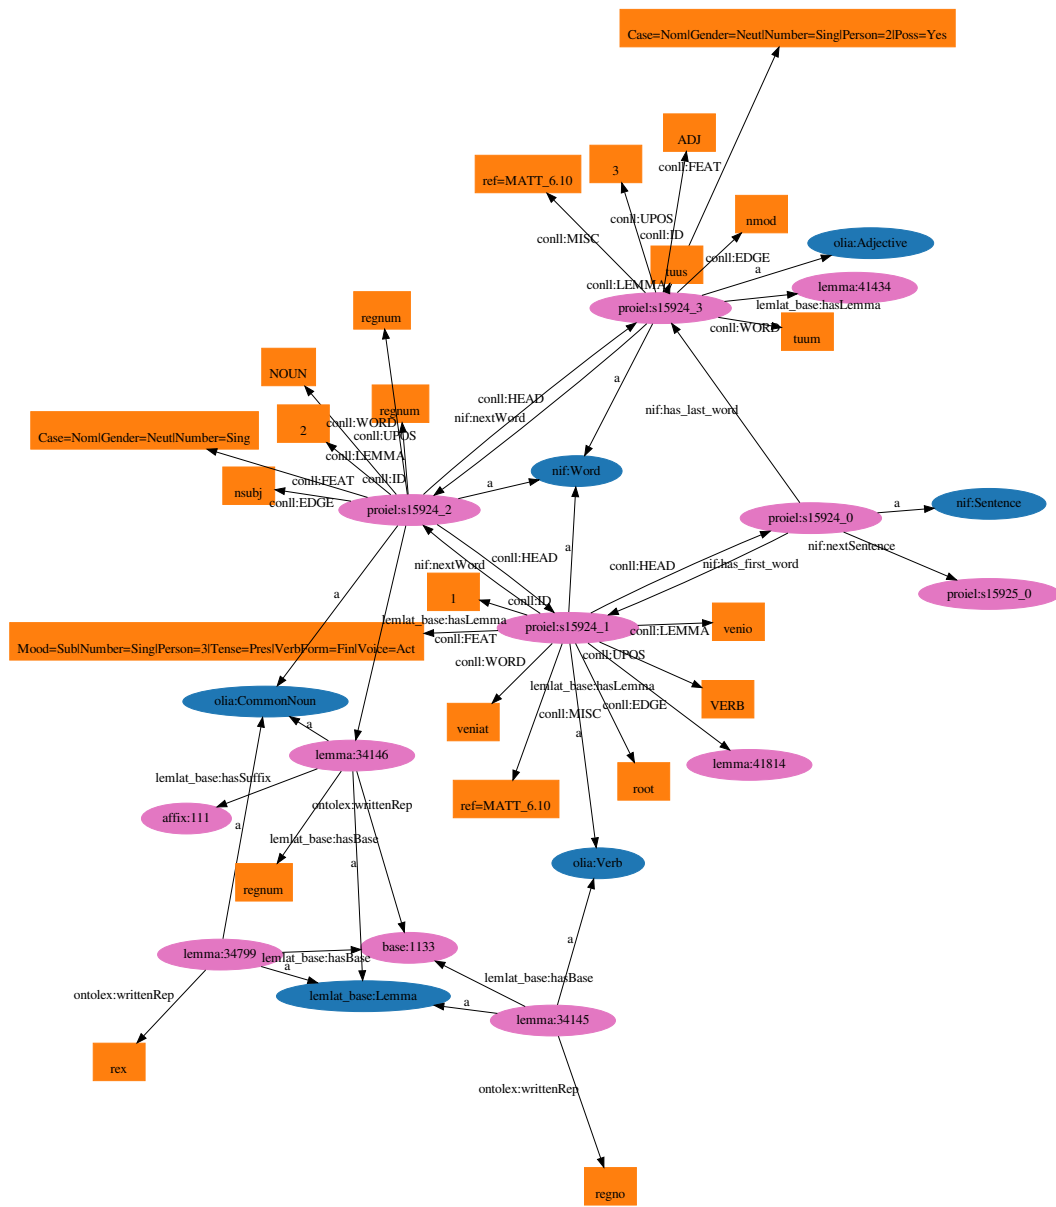 Case=Nom|Gender=Neut|Number=Sing|Person=2|Poss=Yes
ADJ
conll:FEAT
3
ref=MATT_6.10
nmod
conll:UPOS
conll:ID
conll:MISC
olia:Adjective
conll:EDGE
tuus
a
conll:LEMMA
lemma:41434
lemlat_base:hasLemma
proiel:s15924_3
conll:WORD
tuum
regnum
NOUN
a
conll:HEAD
nif:nextWord
nif:has_last_word
regnum
conll:WORD
2
conll:UPOS
Case=Nom|Gender=Neut|Number=Sing
conll:LEMMA
nif:Word
conll:ID
conll:FEAT
nsubj
conll:EDGE
a
proiel:s15924_2
proiel:s15924_0
a
nif:Sentence
nif:nextSentence
a
conll:HEAD
nif:nextWord
conll:HEAD
nif:has_first_word
proiel:s15925_0
1
conll:ID
a
lemlat_base:hasLemma
proiel:s15924_1
conll:LEMMA
venio
conll:FEAT
Mood=Sub|Number=Sing|Person=3|Tense=Pres|VerbForm=Fin|Voice=Act
conll:WORD
conll:UPOS
lemlat_base:hasLemma
olia:CommonNoun
conll:EDGE
VERB
conll:MISC
veniat
a
a
lemma:34146
lemma:41814
lemlat_base:hasSuffix
root
ref=MATT_6.10
ontolex:writtenRep
affix:111
a
lemlat_base:hasBase
a
olia:Verb
regnum
a
base:1133
lemma:34799
lemlat_base:hasBase
a
lemlat_base:hasBase
lemlat_base:Lemma
a
ontolex:writtenRep
lemma:34145
rex
ontolex:writtenRep
regno